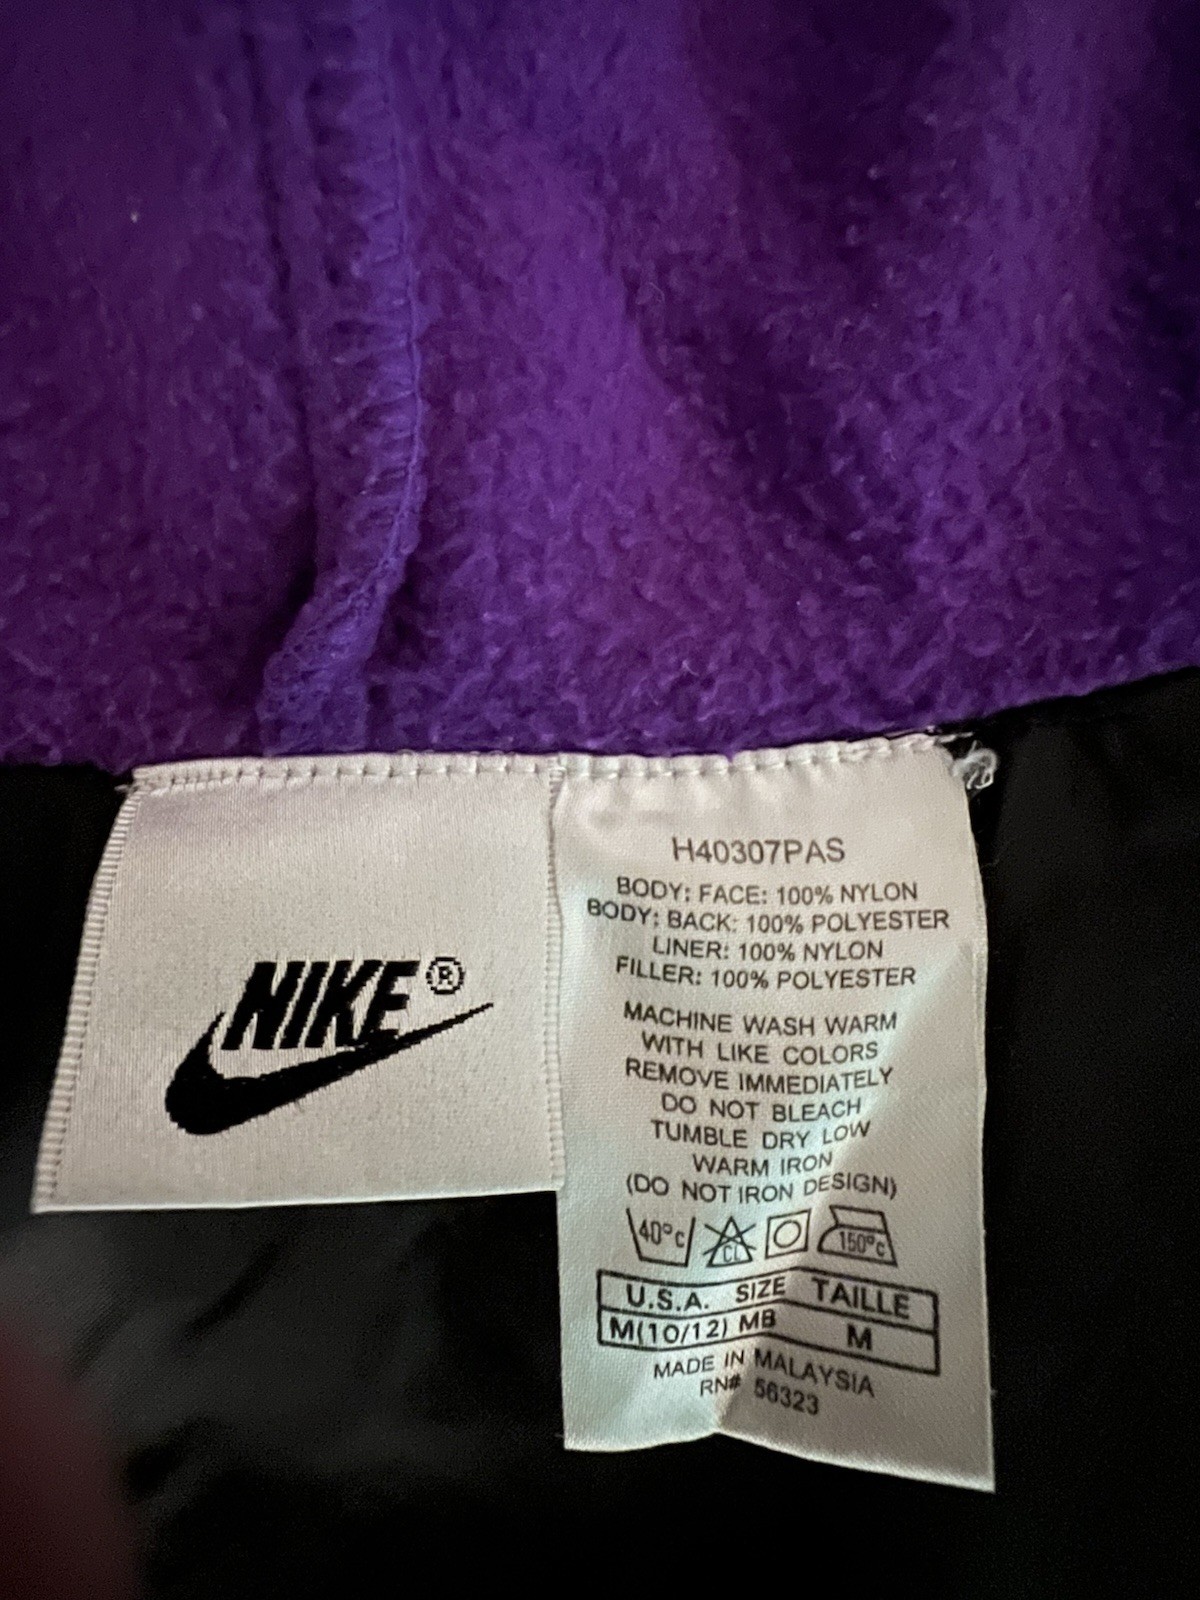 NIKE®
H40307PAS
BODY: FACE: 100% NYLON
BODY: BACK: 100% POLYESTER
LINER: 100% NYLON
FILLER: 100% POLYESTER
MACHINE WASH WARM
WITH LIKE COLORS
REMOVE IMMEDIATELY
DO NOT BLEACH
TUMBLE DRY LOW
WARM IRON
(DO NOT IRON DESIGN)
40°C CL 150°C
U.S.A. SIZE TAILLE
M(10/12) MB M
MADE IN MALAYSIA
RN# 56323